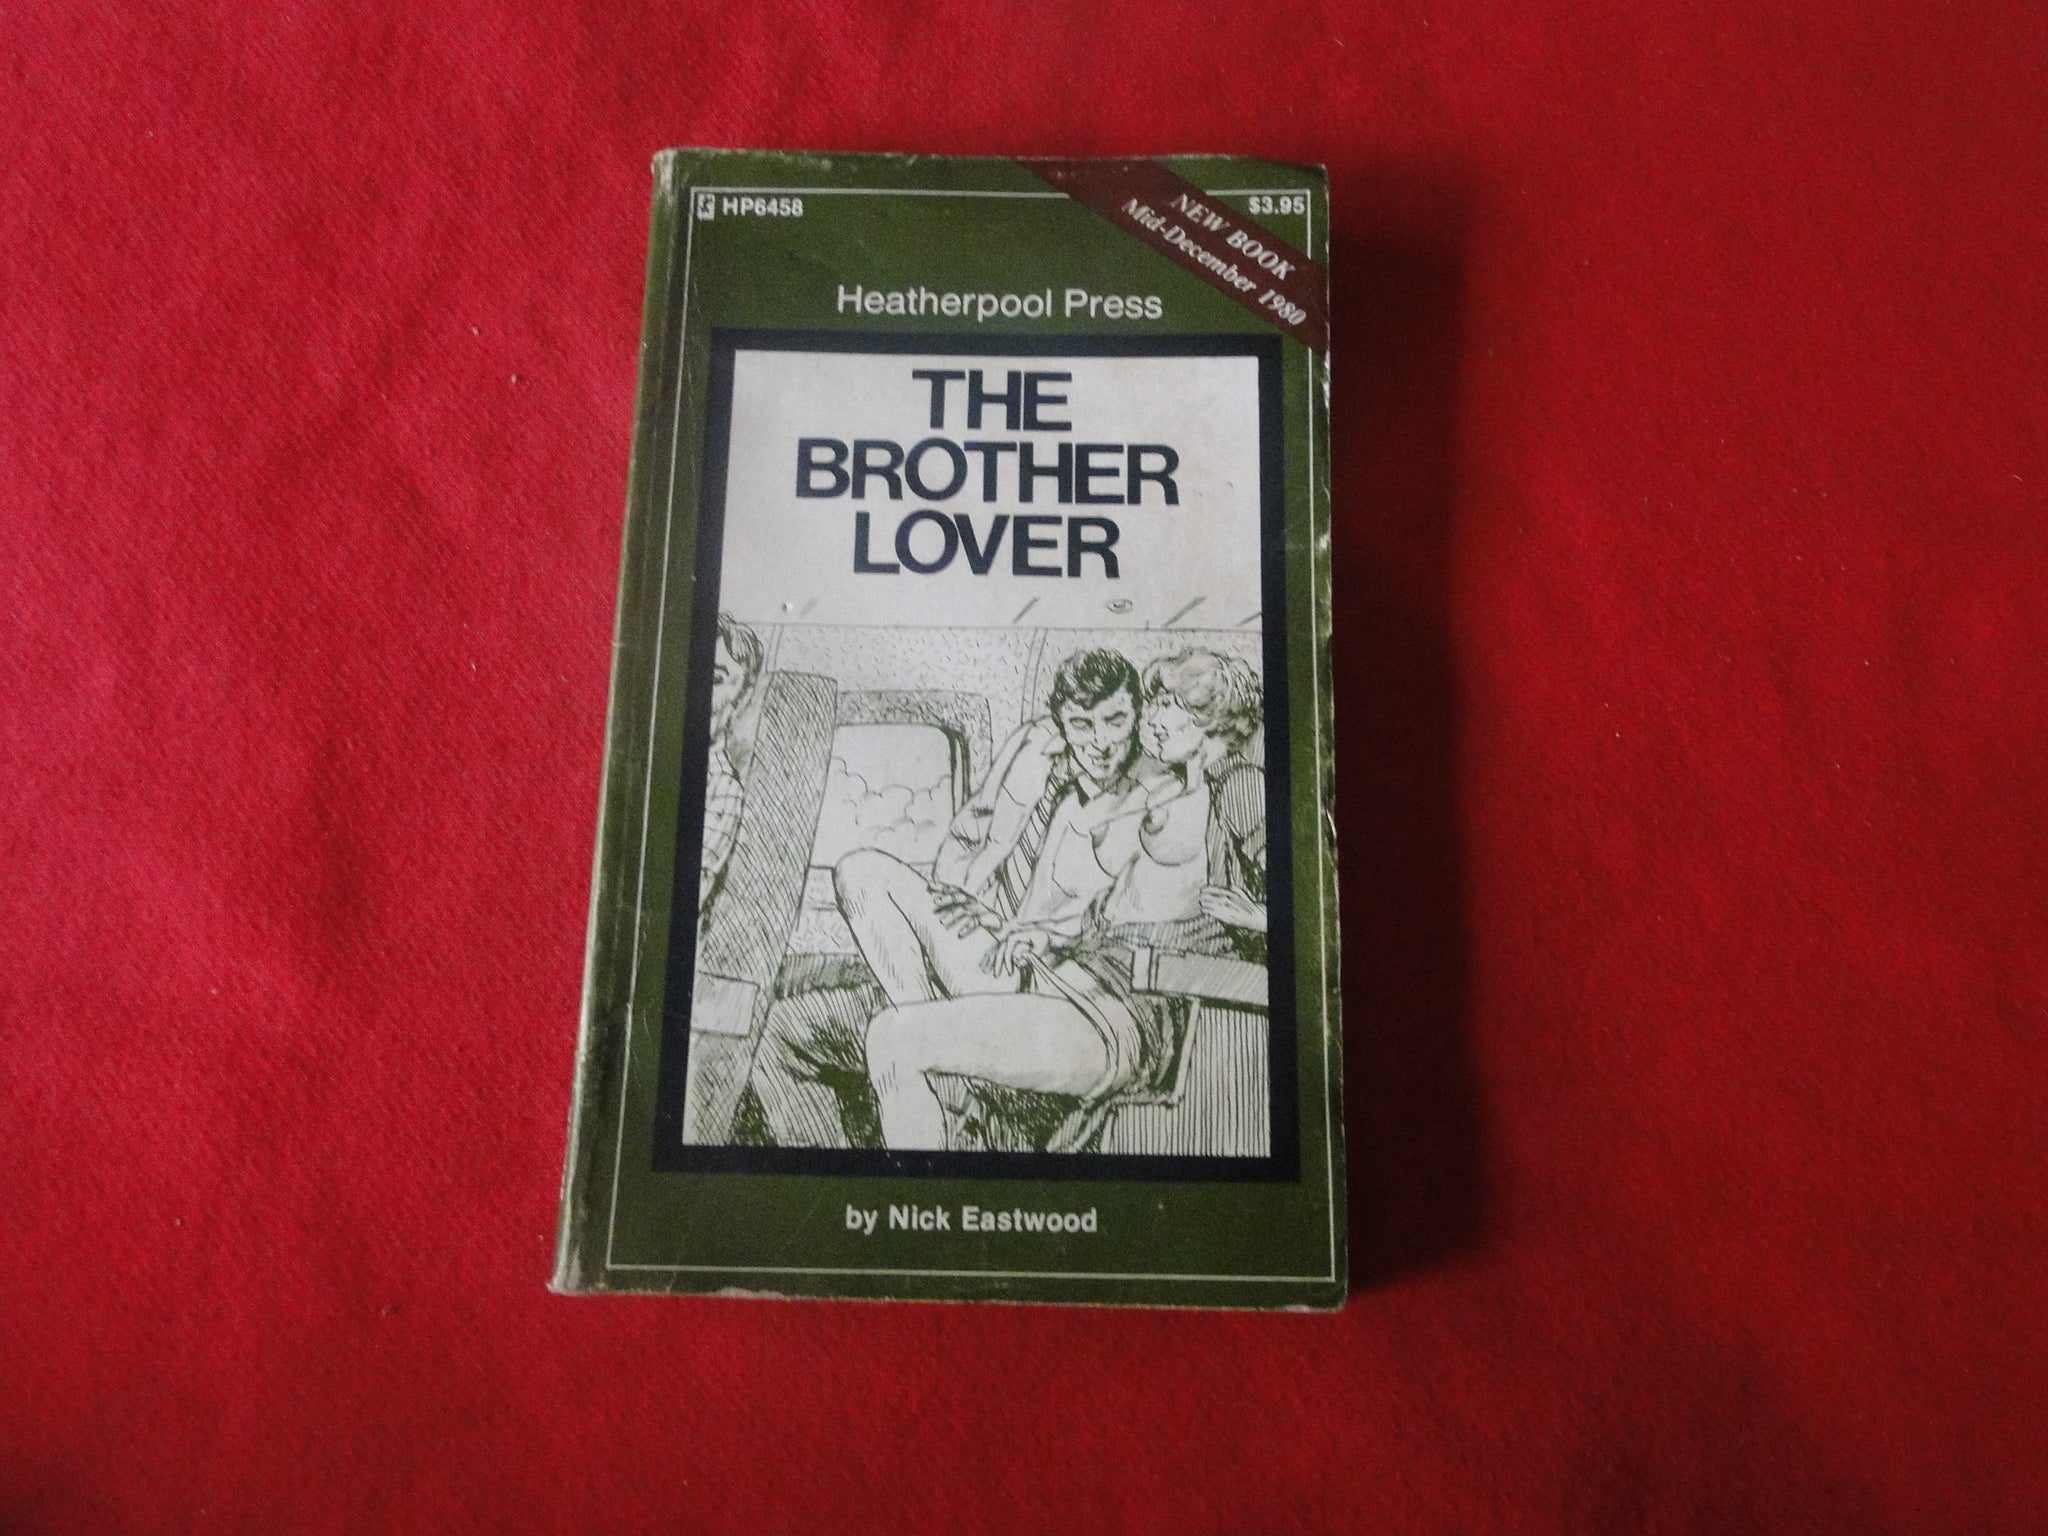 HP6458
$3.95
NEW BOOK
Mid-December 1980
Heatherpool Press
THE
BROTHER
LOVER
by Nick Eastwood